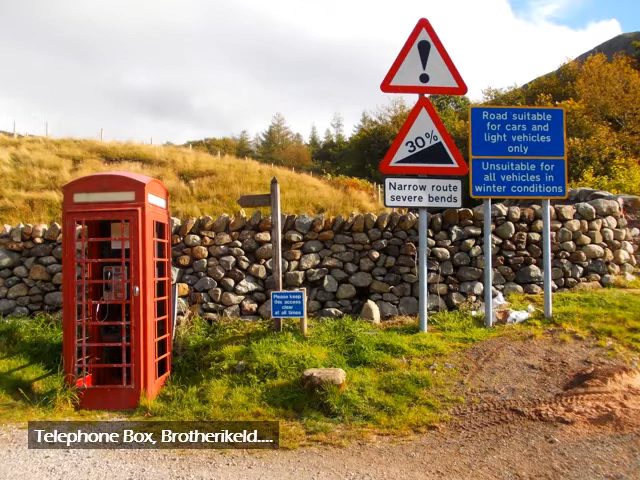 !
30%
Narrow route
severe bends
Road suitable
for cars and
light vehicles
only
Unsuitable for
all vehicles in
winter conditions
Please keep
this access
clear
at all times
Telephone Box, Brotherikeld....